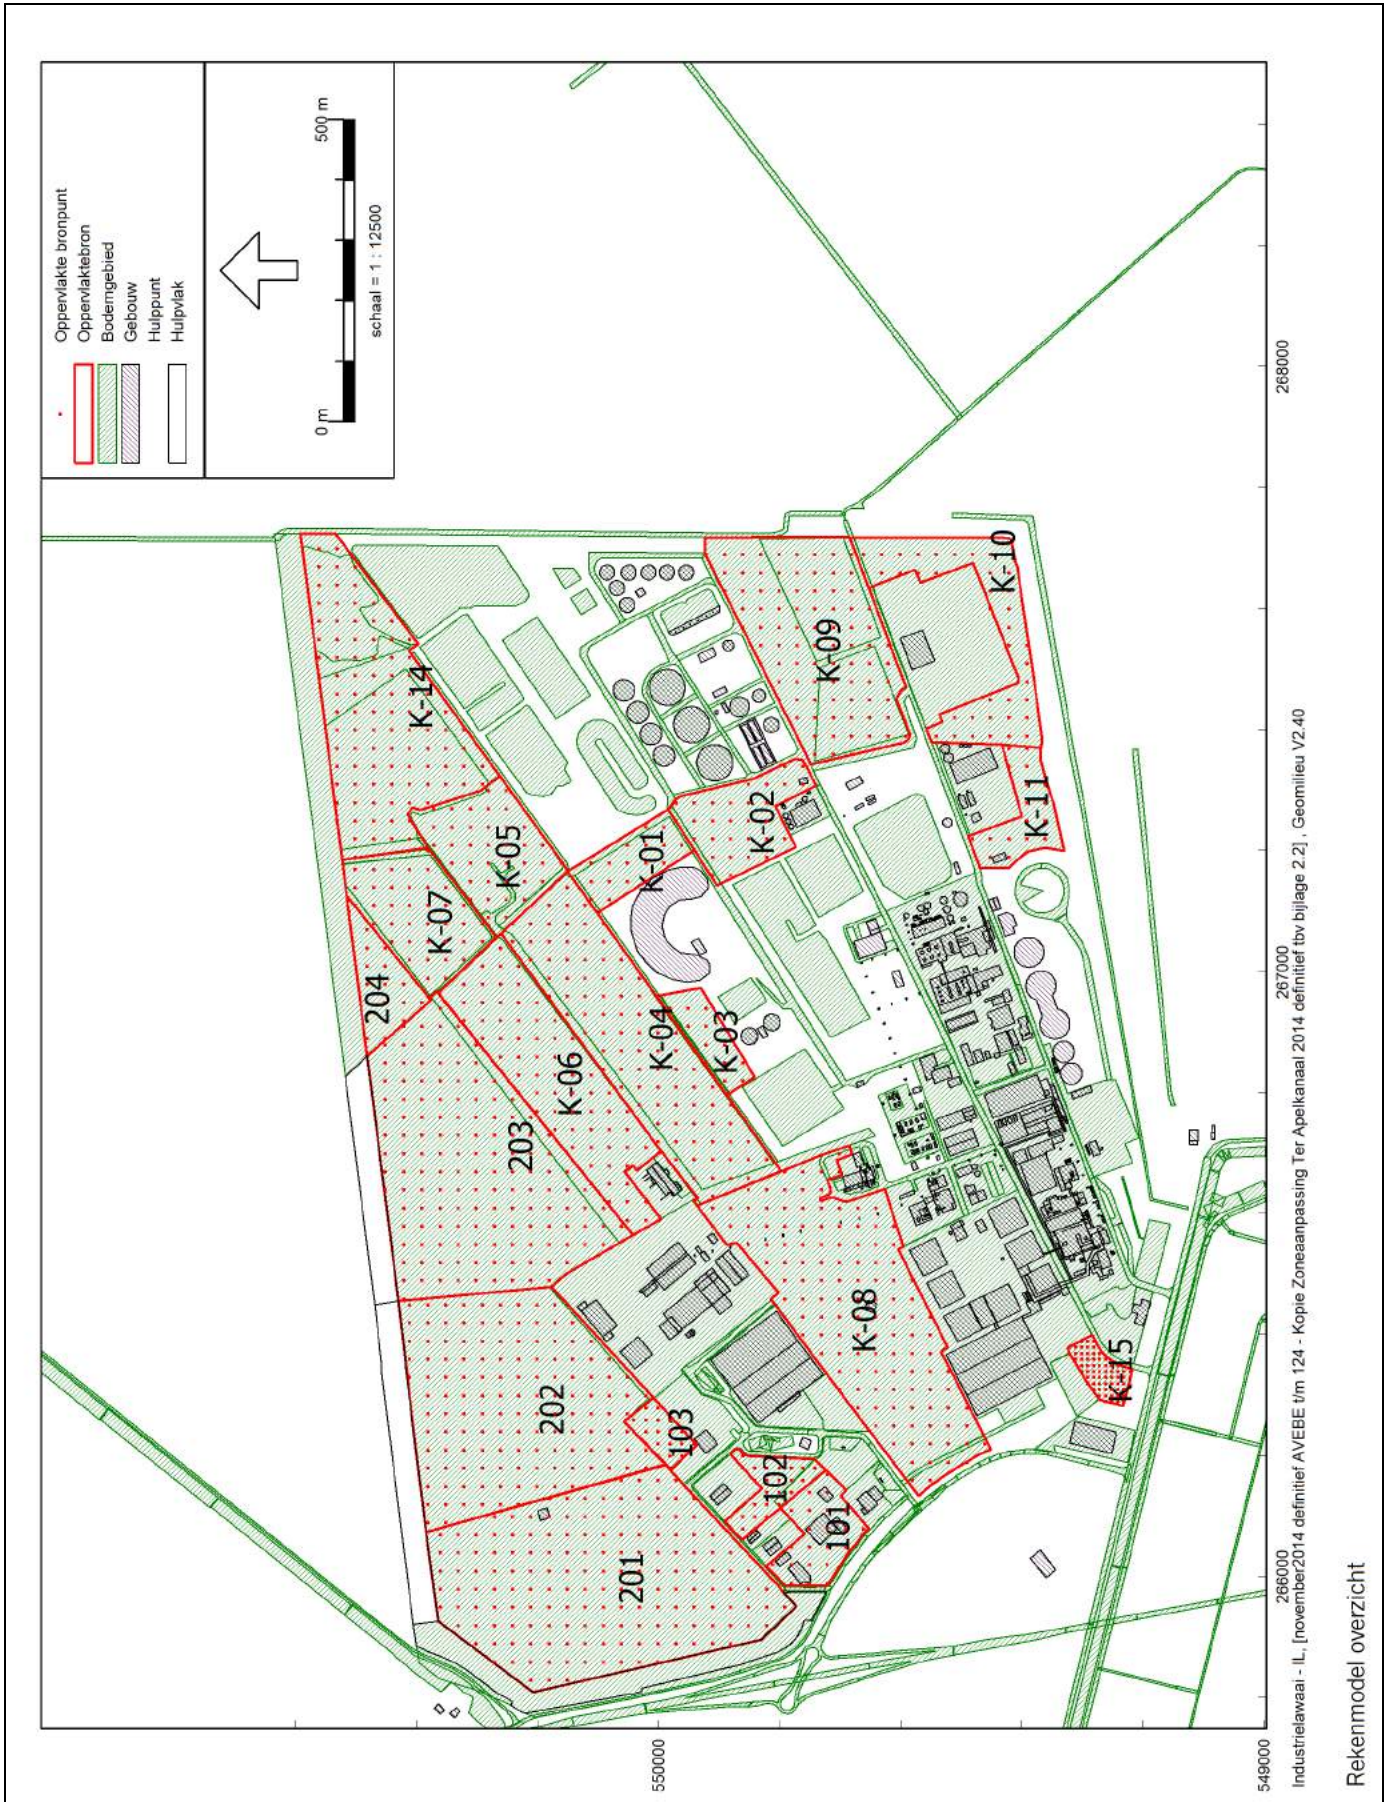 Oppervlakte bronpunt
Oppervlaktebron
Bodemgebied
Gebouw
Hulppunt
Hulpvlak
0 m
500 m
schaal = 1 : 12500
201
202
203
204
K-07
K-14
K-05
K-06
K-04
K-03
K-01
K-02
K-09
K-10
K-11
103
102
101
K-08
K-15
550000
549000
266000
267000
268000
Industrielawaai - IL, [november2014 definitief AVEBE t/m 124 - Kopie Zoneaanpassing Ter Apelkanaal 2014 definitief tbv bijlage 2.2] , Geomilieu V2.40
Rekenmodel overzicht